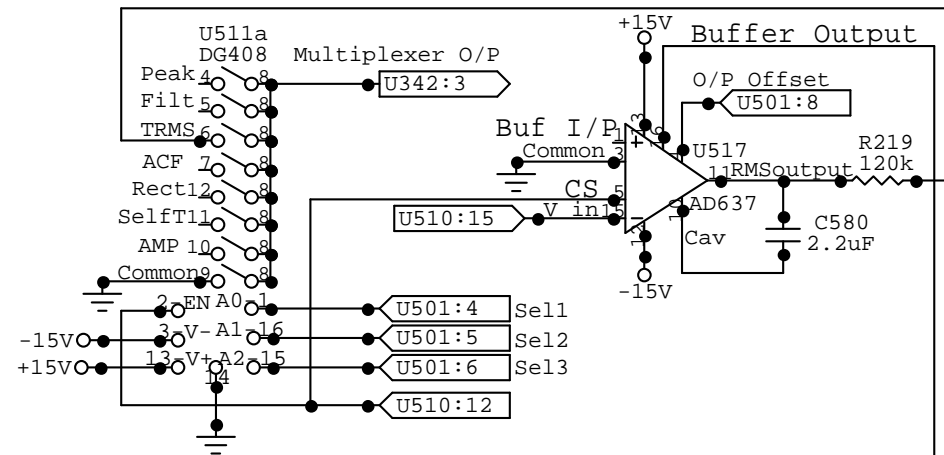 U511a
DG408
Multiplexer O/P
+15V
Buffer Output
Peak 4 8
U342:3
O/P Offset
U501:8
Filt 5 8
TRMS 6 8
Buf I/P 1
13
Common 3
U517
R219
120k
ACF 7 8
11 RMSoutput
Rect 12 8
CS 5
AD637
SelfT 11 8
U510:15
V in 15
C580
2.2uF
AMP 10 8
Cav
Common 9 8
-15V
2-EN
A0-1
U501:4
Sel1
3-V-
A1-16
U501:5
Sel2
-15V
13-V+
A2-15
U501:6
Sel3
+15V
14
U510:12